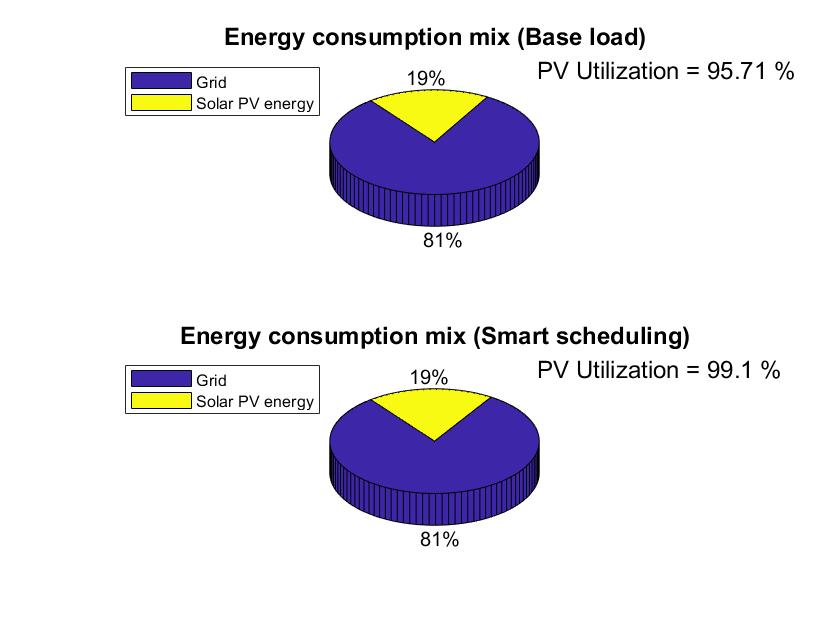 Energy consumption mix (Base load)
PV Utilization = 95.71 %
Grid
Solar PV energy
19%
81%
Energy consumption mix (Smart scheduling)
PV Utilization = 99.1 %
Grid
Solar PV energy
19%
81%